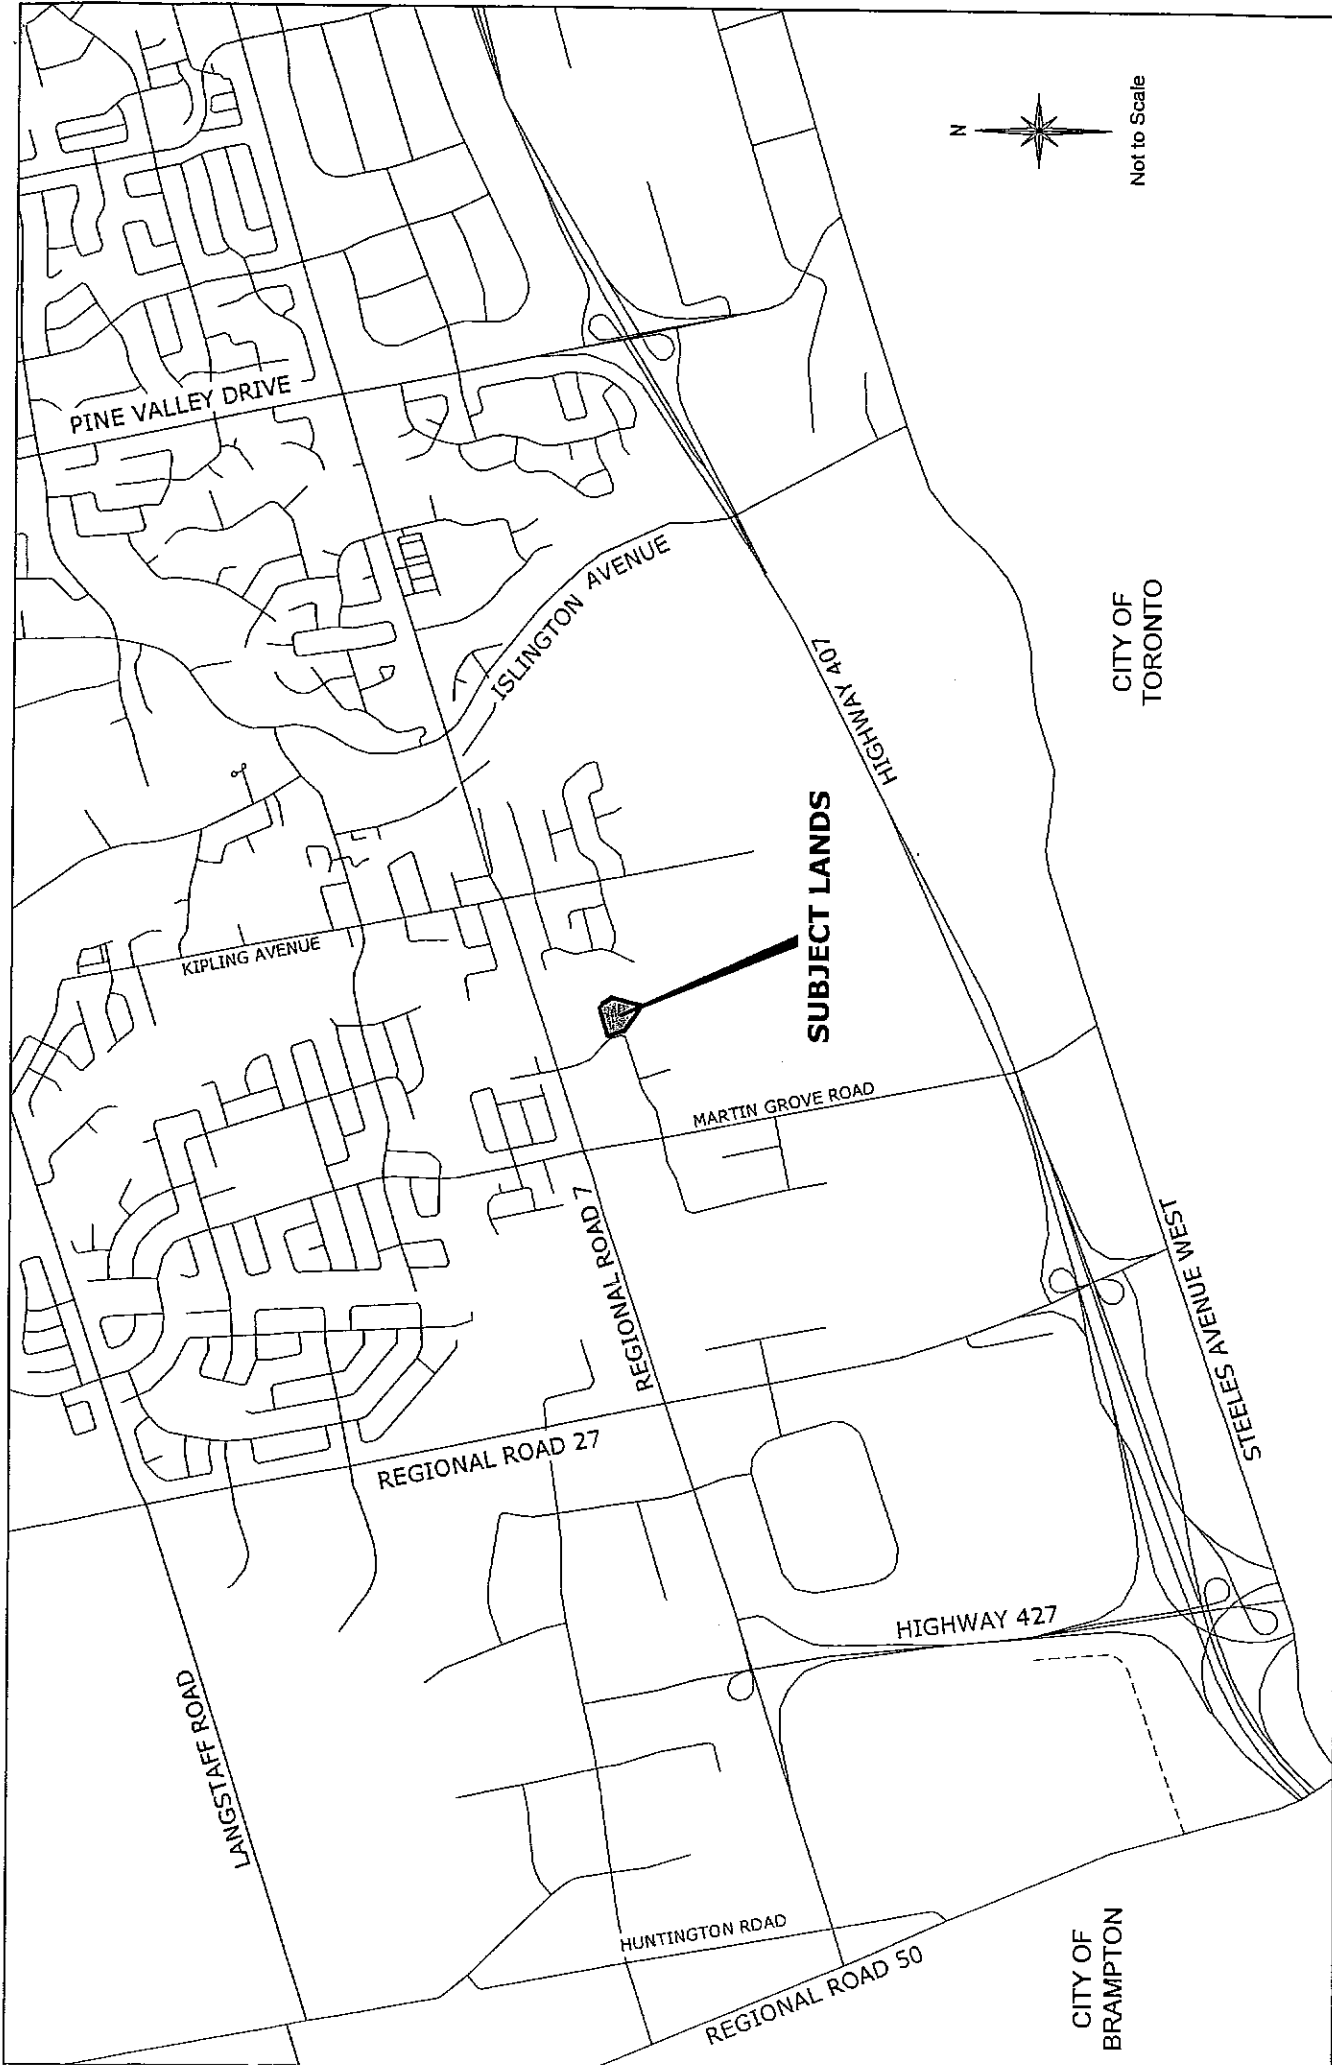 PINE VALLEY DRIVE
ISLINGTON AVENUE
KIPLING AVENUE
HIGHWAY 407
SUBJECT LANDS
MARTIN GROVE ROAD
REGIONAL ROAD 7
REGIONAL ROAD 27
STEELES AVENUE WEST
HIGHWAY 427
LANGSTAFF ROAD
HUNTINGTON ROAD
REGIONAL ROAD 50
CITY OF
BRAMPTON
CITY OF
TORONTO
N
Not to Scale